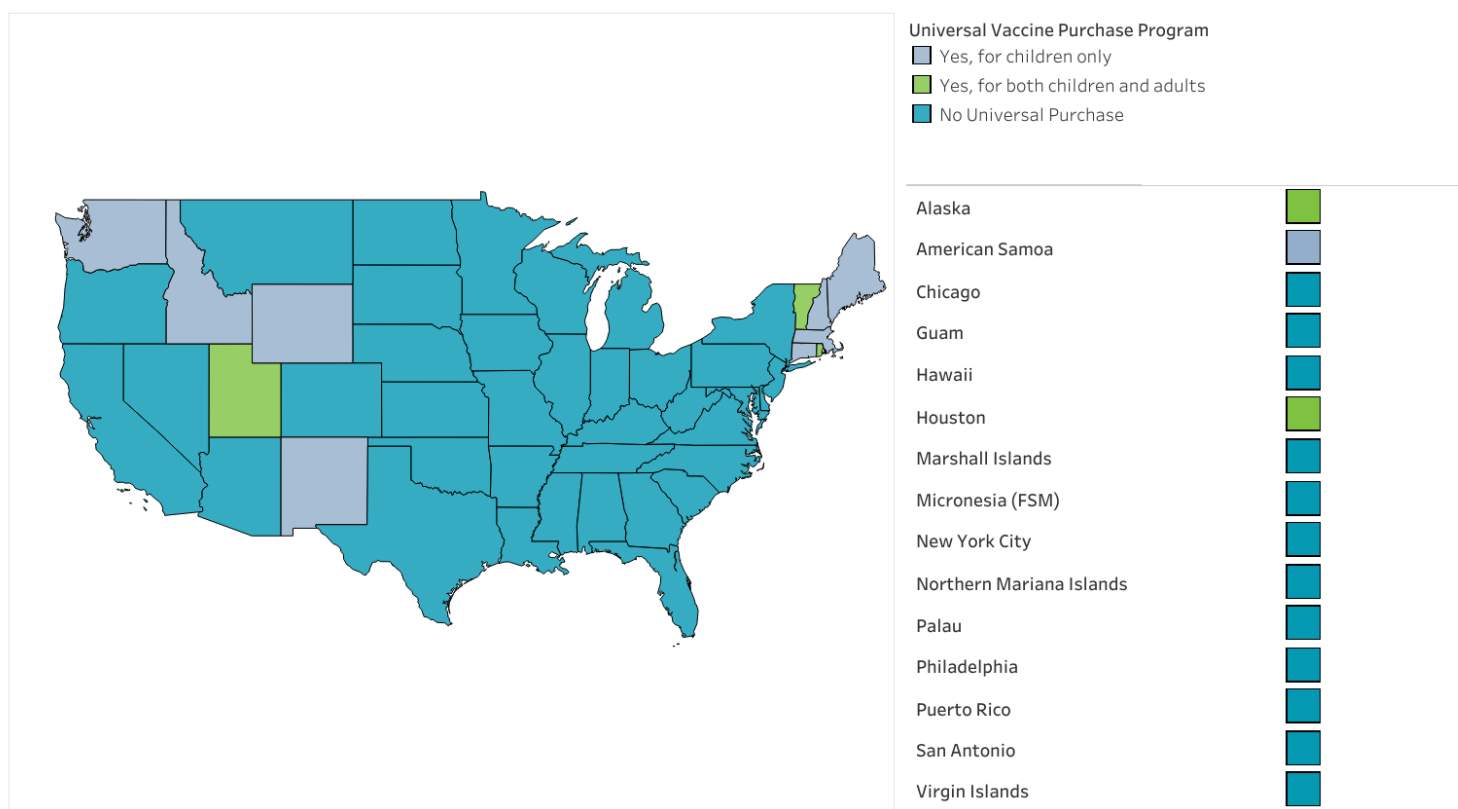 Universal Vaccine Purchase Program
Yes, for children only
Yes, for both children and adults
No Universal Purchase
Alaska
American Samoa
Chicago
Guam
Hawaii
Houston
Marshall Islands
Micronesia (FSM)
New York City
Northern Mariana Islands
Palau
Philadelphia
Puerto Rico
San Antonio
Virgin Islands